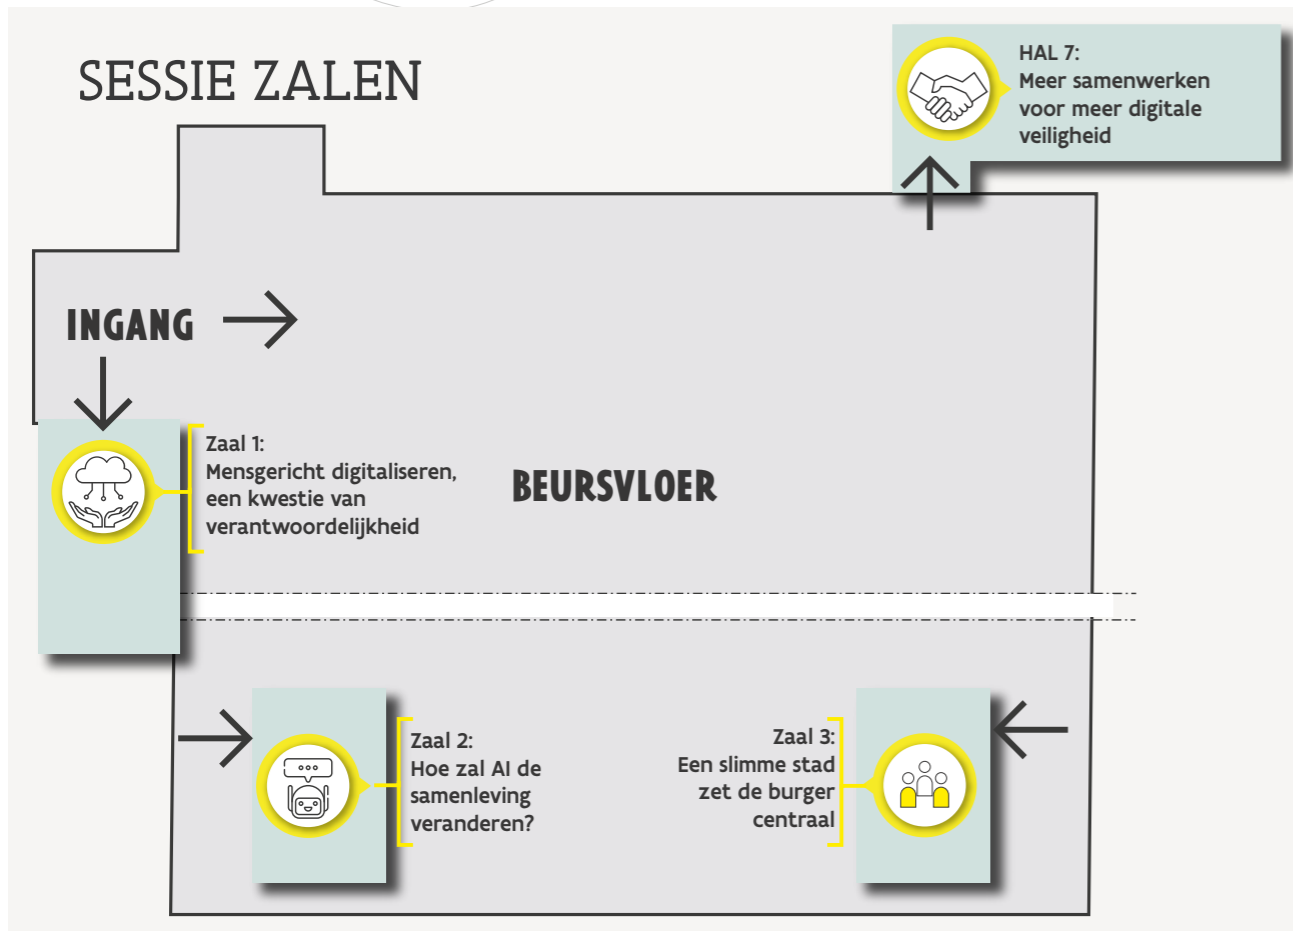 SESSIE ZALEN
HAL 7:
Meer samenwerken
voor meer digitale
veiligheid
INGANG
Zaal 1:
Mensgericht digitaliseren,
een kwestie van
verantwoordelijkheid
BEURSVLOER
Zaal 2:
Hoe zal AI de
samenleving
veranderen?
Zaal 3:
Een slimme stad
zet de burger
centraal